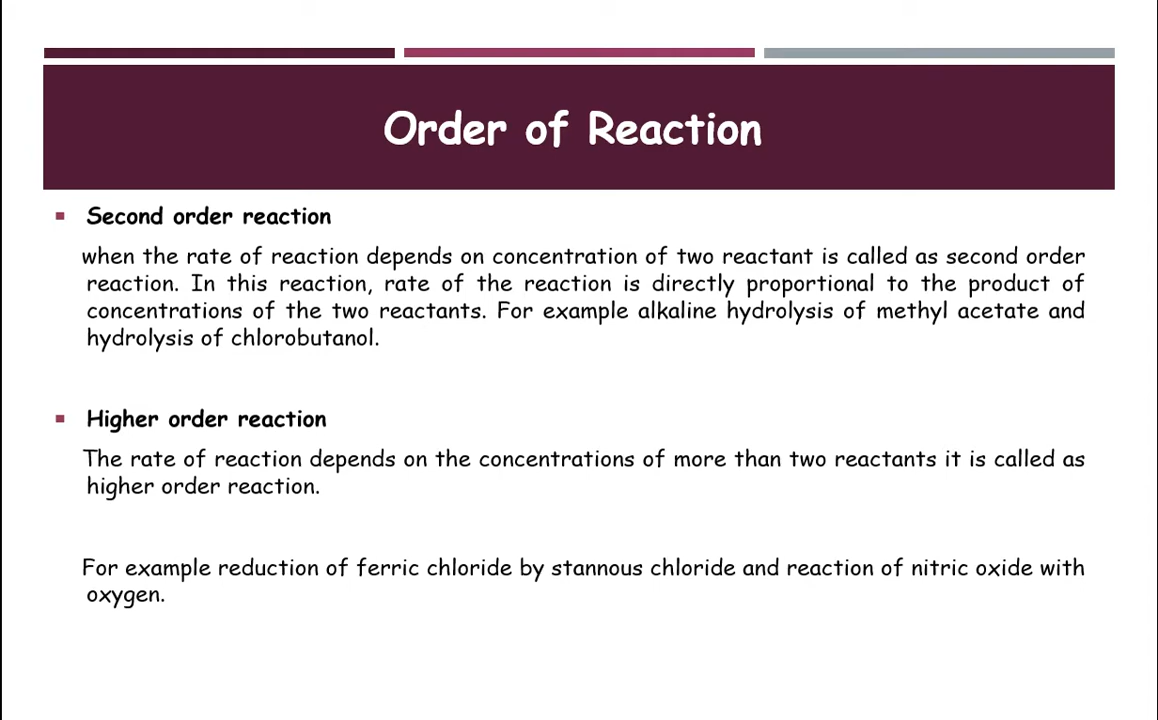 Order of Reaction
Second order reaction
when the rate of reaction depends on concentration of two reactant is called as second order
reaction. In this reaction, rate of the reaction is directly proportional to the product of
concentrations of the two reactants. For example alkaline hydrolysis of methyl acetate and
hydrolysis of chlorobutanol.
Higher order reaction
The rate of reaction depends on the concentrations of more than two reactants it is called as
higher order reaction.
For example reduction of ferric chloride by stannous chloride and reaction of nitric oxide with
oxygen.